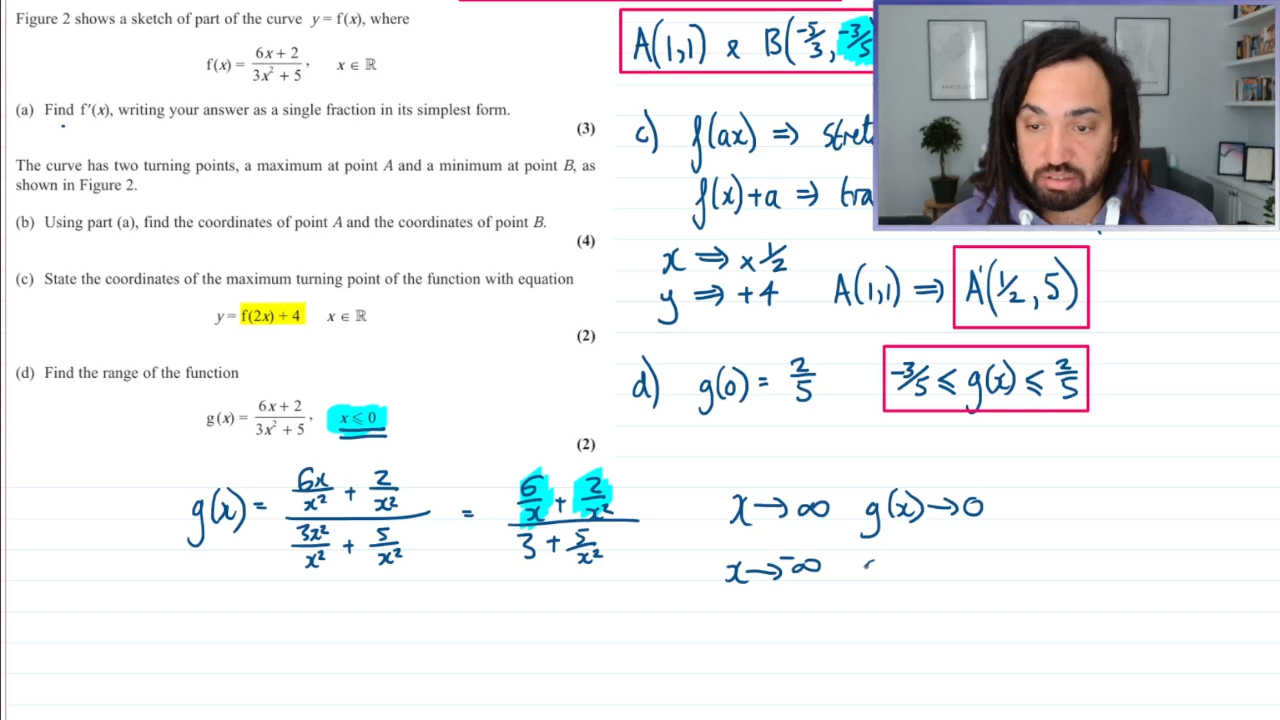 Figure 2 shows a sketch of part of the curve y = f(x), where
f(x) = (6x + 2)/(3x² + 5), x ∈ ℝ
(a) Find f′(x), writing your answer as a single fraction in its simplest form.
(3)
The curve has two turning points, a maximum at point A and a minimum at point B, as
shown in Figure 2.
(b) Using part (a), find the coordinates of point A and the coordinates of point B.
(4)
(c) State the coordinates of the maximum turning point of the function with equation
y = f(2x) + 4 x ∈ ℝ
(2)
(d) Find the range of the function
g(x) = (6x + 2)/(3x² + 5), x ⩽ 0
(2)
g(x) = (6x/x² + 2/x²)/(3x²/x² + 5/x²) = (6/x + 2/x²)/(3 + 5/x²)
A(1,1) & B(-5/3, -3/5
c) f(ax) ⇒
f(x)+a ⇒
x ⇒ × 1/2
y ⇒ +4 A(1,1) ⇒ A'(1/2, 5)
d) g(0) = 2/5 -3/5 ⩽ g(x) ⩽ 2/5
x → ∞ g(x) → 0
x → -∞